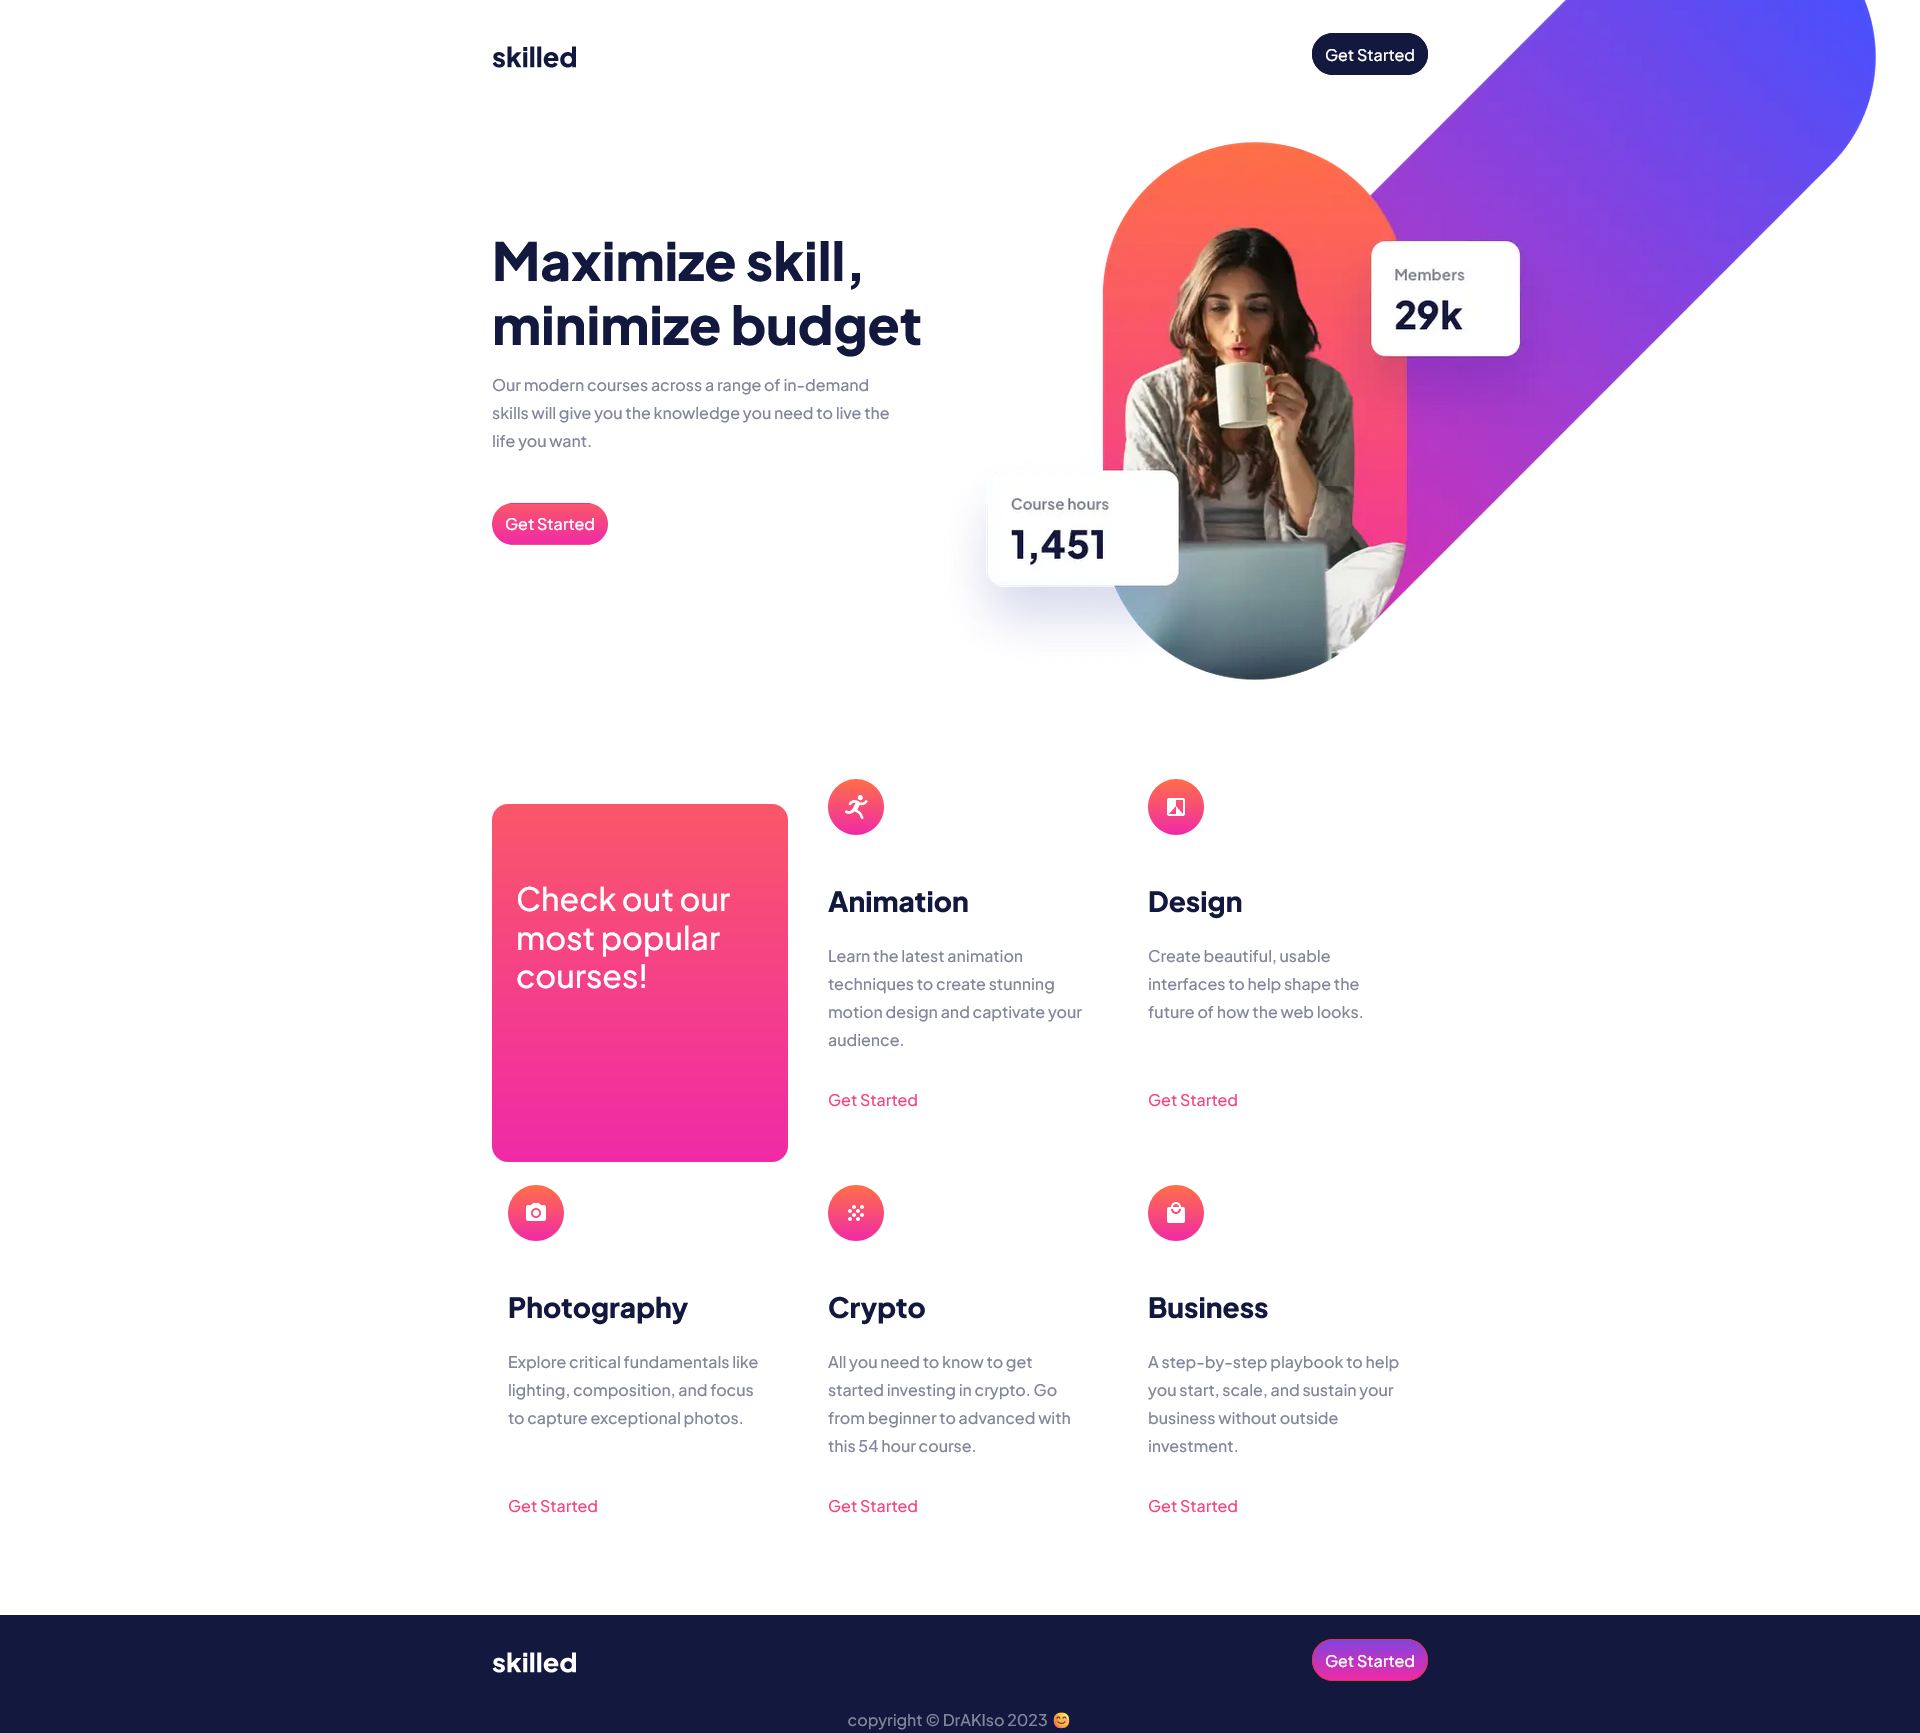 skilled
Get Started
Maximize skill,
minimize budget
Our modern courses across a range of in-demand
skills will give you the knowledge you need to live the
life you want.
Get Started
Members
29k
Course hours
1,451
Check out our
most popular
courses!
Animation
Learn the latest animation
techniques to create stunning
motion design and captivate your
audience.
Get Started
Design
Create beautiful, usable
interfaces to help shape the
future of how the web looks.
Get Started
Photography
Explore critical fundamentals like
lighting, composition, and focus
to capture exceptional photos.
Get Started
Crypto
All you need to know to get
started investing in crypto. Go
from beginner to advanced with
this 54 hour course.
Get Started
Business
A step-by-step playbook to help
you start, scale, and sustain your
business without outside
investment.
Get Started
skilled
Get Started
copyright © DrAKIso 2023 😊